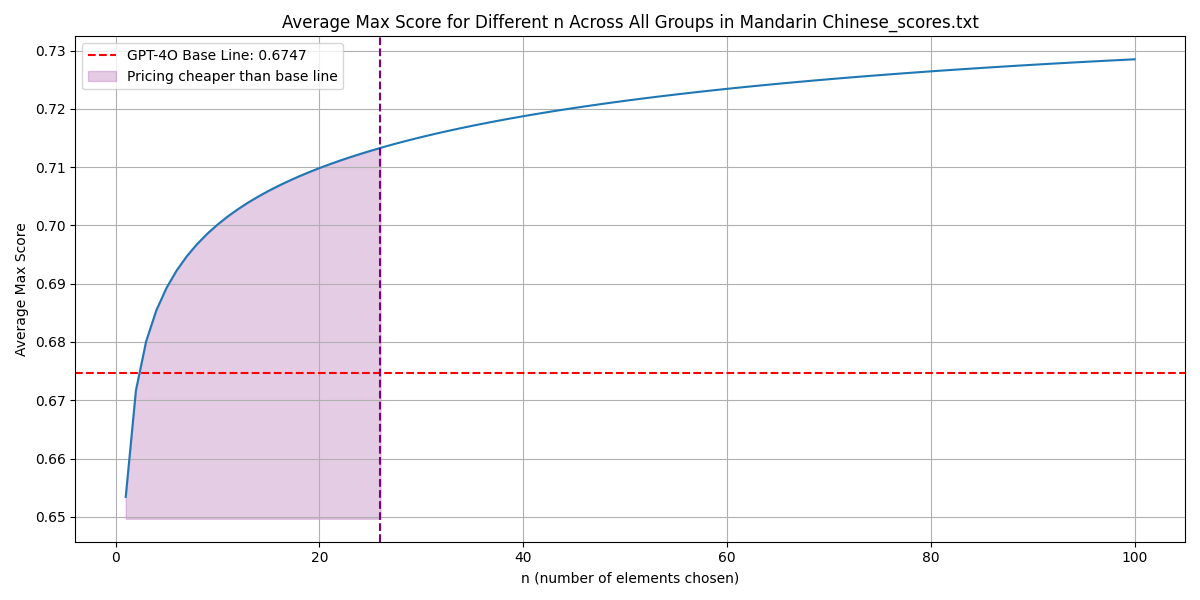 Average Max Score for Different n Across All Groups in Mandarin Chinese_scores.txt
GPT-4O Base Line: 0.6747
Pricing cheaper than base line
Average Max Score
0.73
0.72
0.71
0.70
0.69
0.68
0.67
0.66
0.65
0 20 40 60 80 100
n (number of elements chosen)